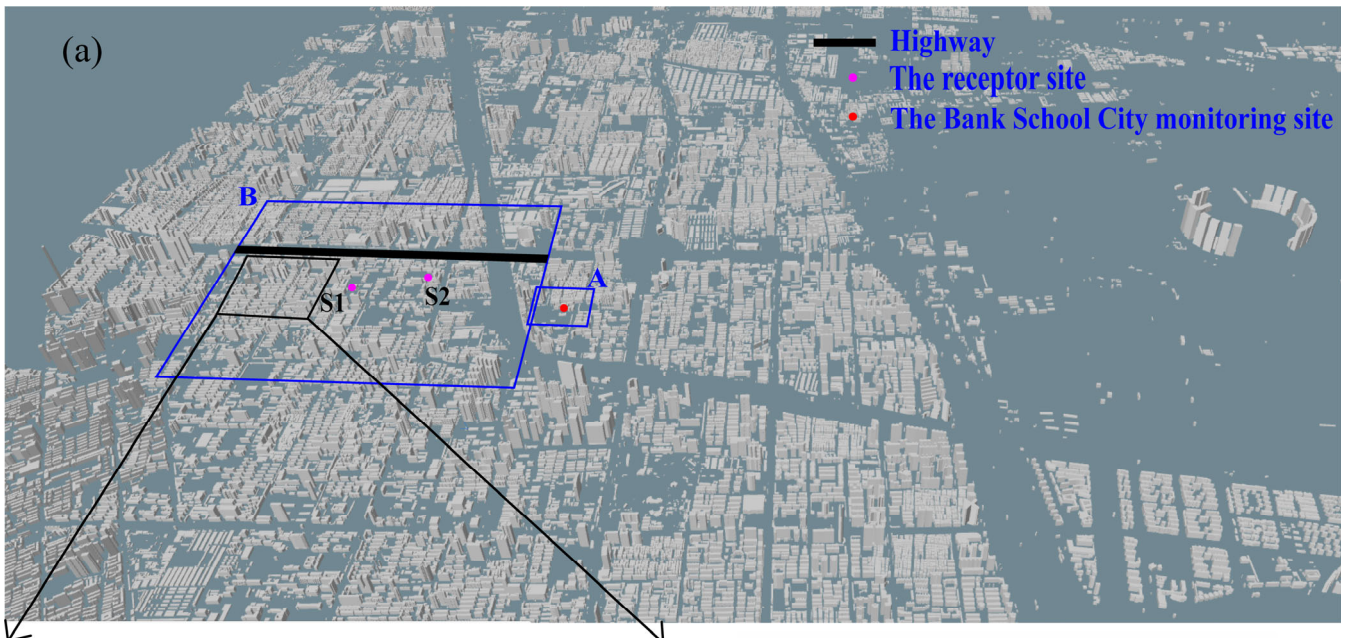 (a)
Highway
The receptor site
The Bank School City monitoring site
B
A
S1
S2